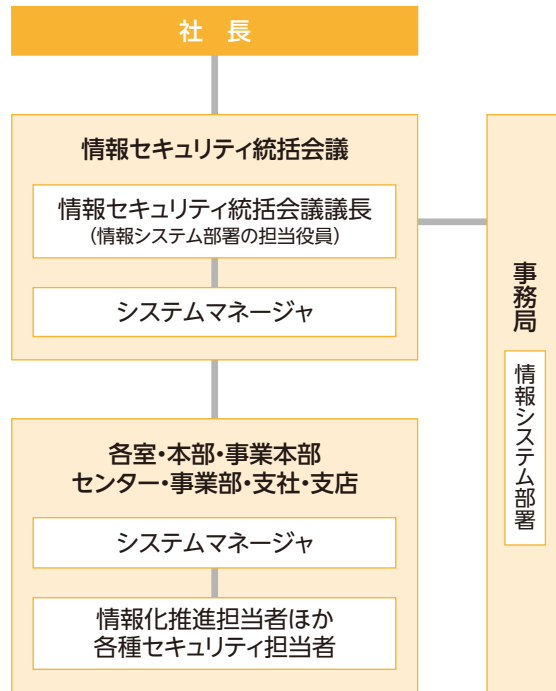 社 長
情報セキュリティ統括会議
情報セキュリティ統括会議議長
(情報システム部署の担当役員)
システムマネージャ
各室・本部・事業本部
センター・事業部・支社・支店
システムマネージャ
情報化推進担当者ほか
各種セキュリティ担当者
事務局
情報システム部署